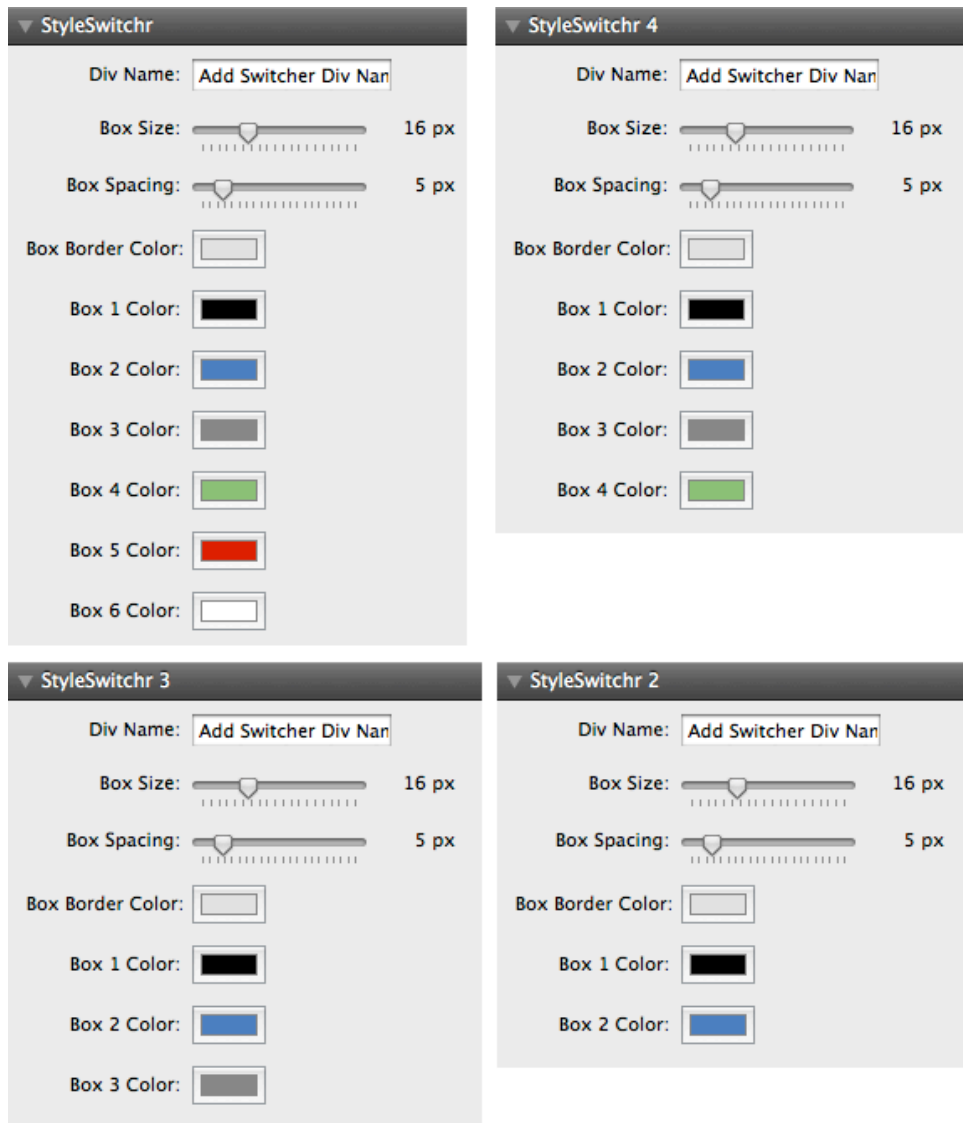 StyleSwitchr
Div Name: Add Switcher Div Nan
Box Size: 16 px
Box Spacing: 5 px
Box Border Color:
Box 1 Color:
Box 2 Color:
Box 3 Color:
Box 4 Color:
Box 5 Color:
Box 6 Color:
StyleSwitchr 4
Div Name: Add Switcher Div Nan
Box Size: 16 px
Box Spacing: 5 px
Box Border Color:
Box 1 Color:
Box 2 Color:
Box 3 Color:
Box 4 Color:
StyleSwitchr 3
Div Name: Add Switcher Div Nan
Box Size: 16 px
Box Spacing: 5 px
Box Border Color:
Box 1 Color:
Box 2 Color:
Box 3 Color:
StyleSwitchr 2
Div Name: Add Switcher Div Nan
Box Size: 16 px
Box Spacing: 5 px
Box Border Color:
Box 1 Color:
Box 2 Color: